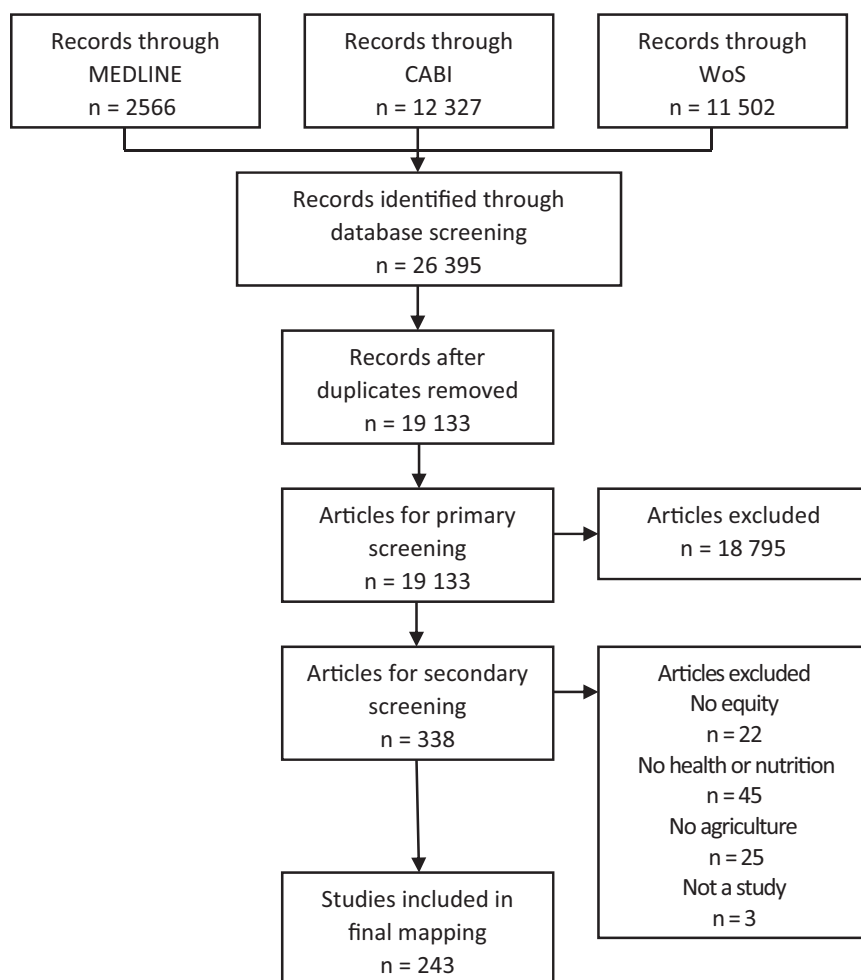 Records through
MEDLINE
n = 2566
Records through
CABI
n = 12 327
Records through
WoS
n = 11 502
Records identified through
database screening
n = 26 395
Records after
duplicates removed
n = 19 133
Articles for primary
screening
n = 19 133
Articles excluded
n = 18 795
Articles for secondary
screening
n = 338
Articles excluded
No equity
n = 22
No health or nutrition
n = 45
No agriculture
n = 25
Not a study
n = 3
Studies included in
final mapping
n = 243